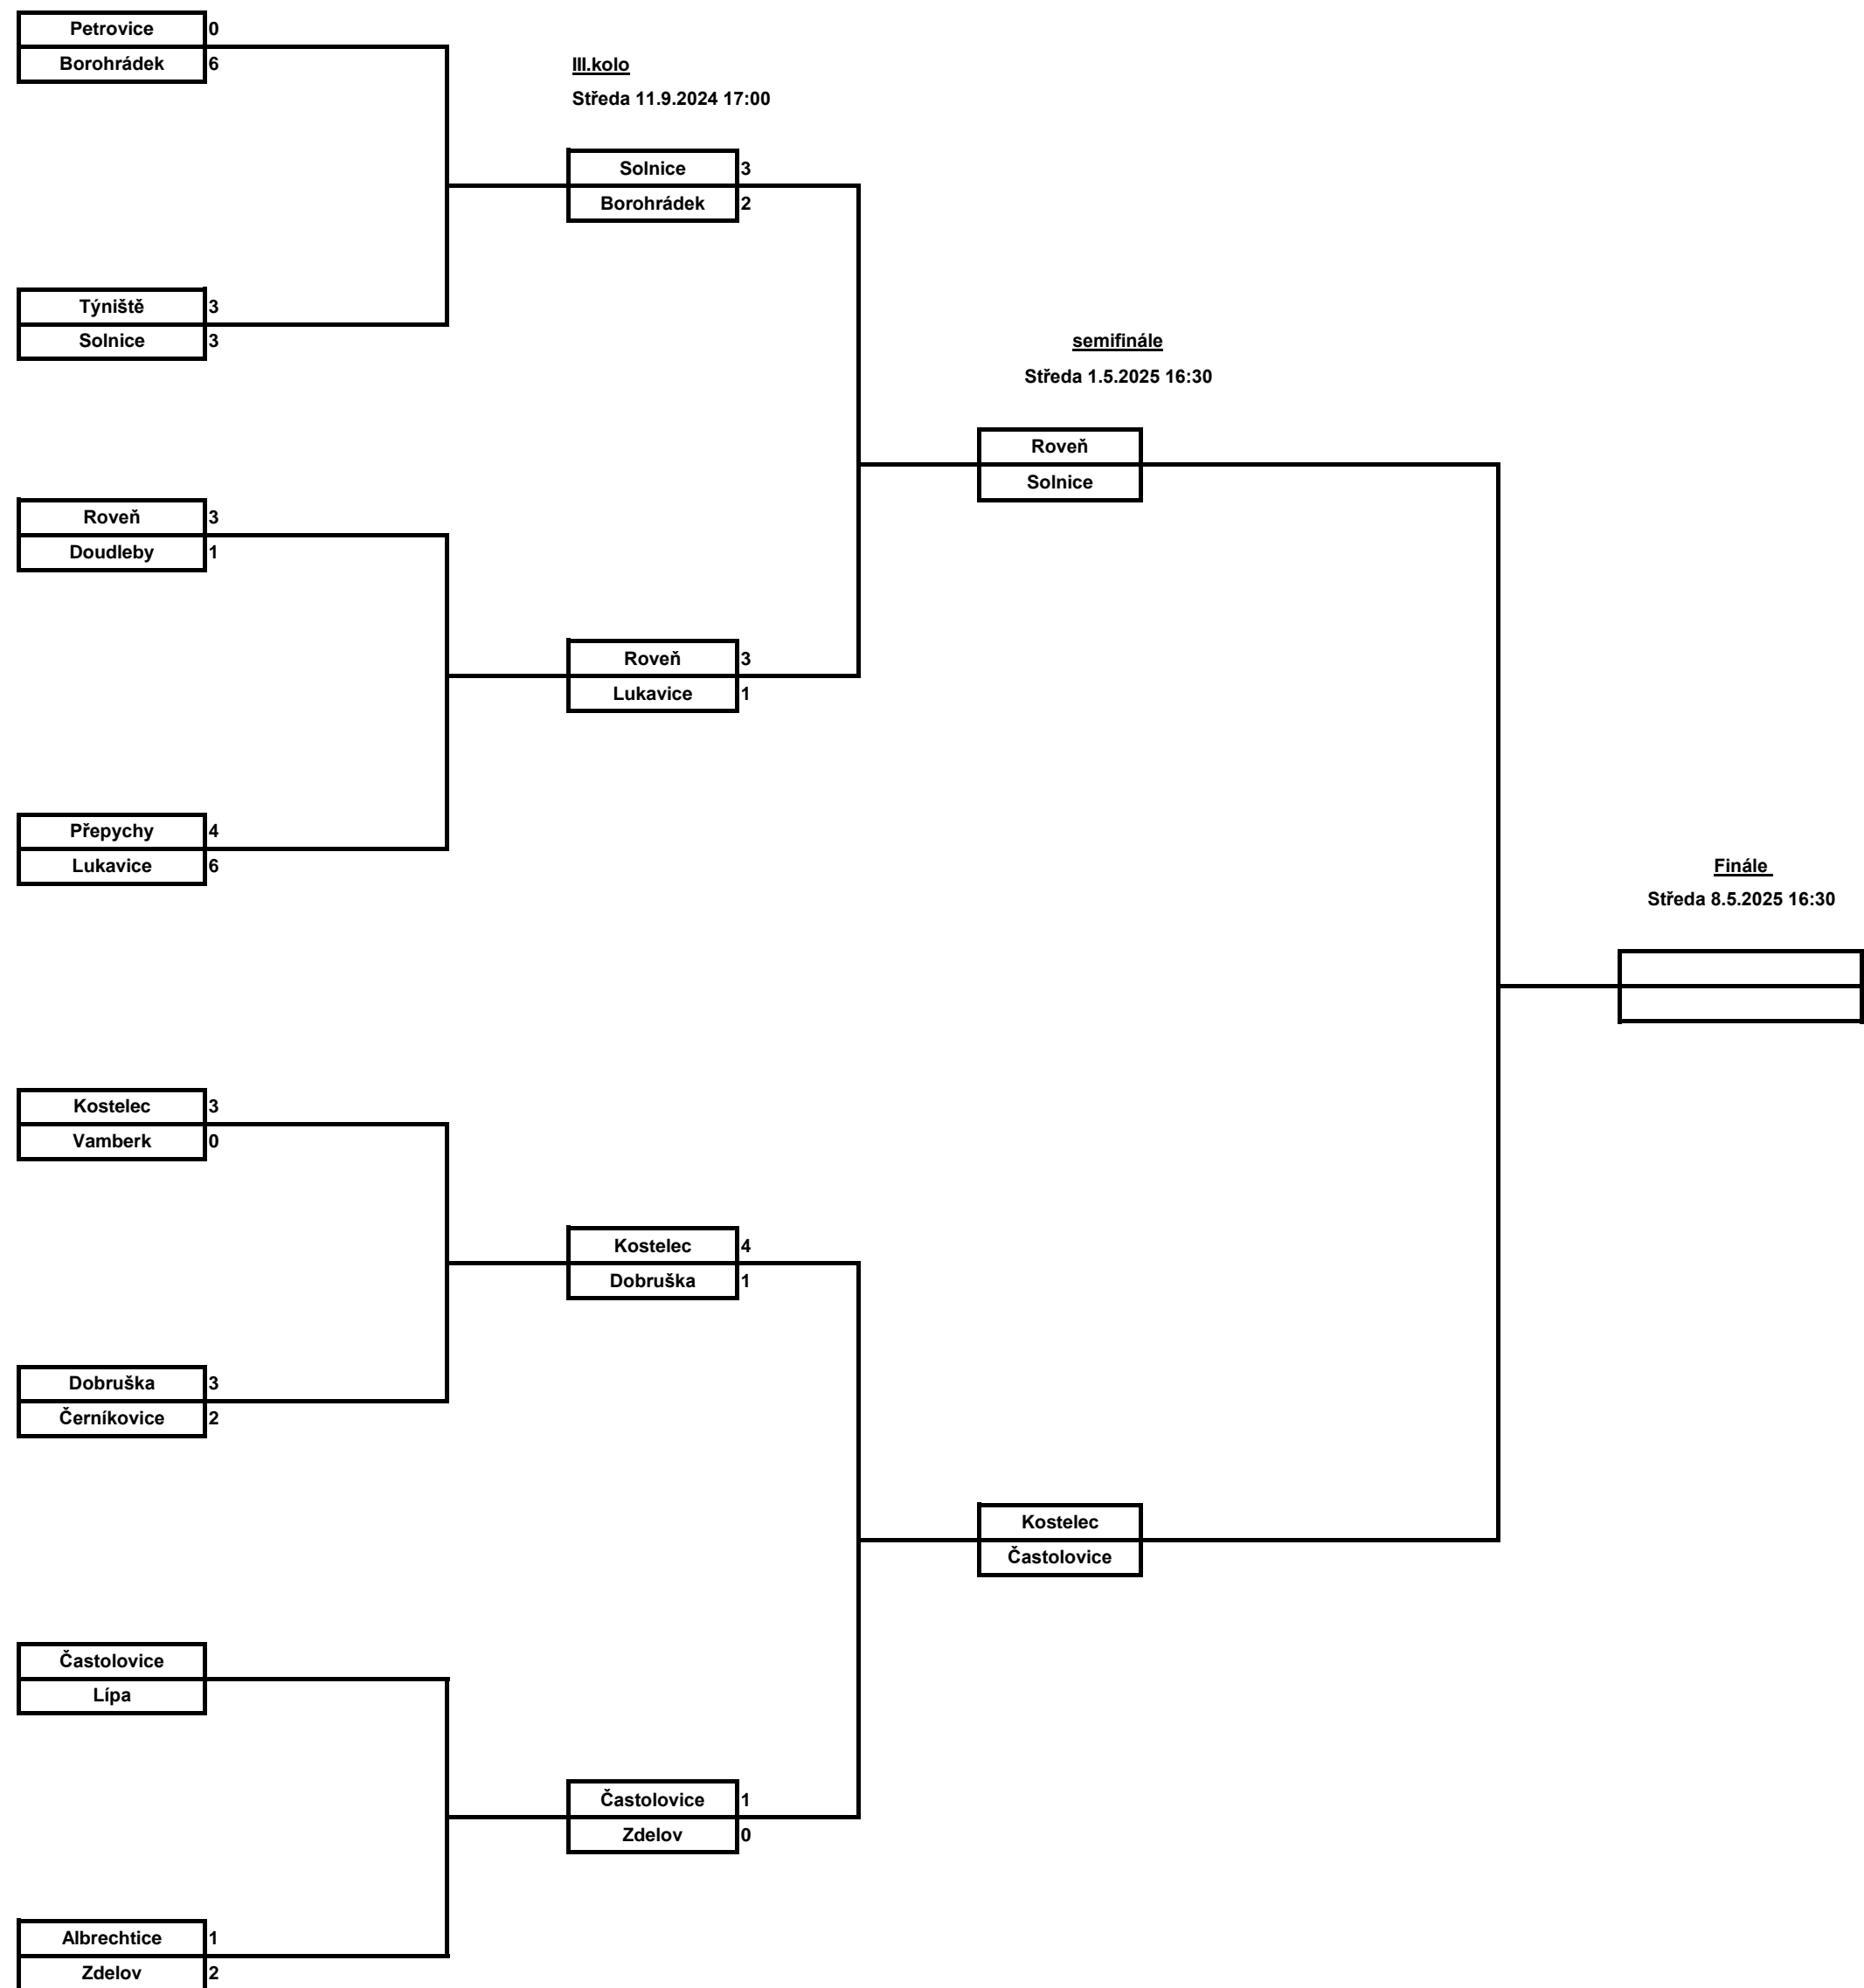 Petrovice 0
Borohrádek 6
III.kolo
Středa 11.9.2024 17:00
Solnice 3
Borohrádek 2
Týniště 3
Solnice 3
semifinále
Středa 1.5.2025 16:30
Roveň
Solnice
Roveň 3
Doudleby 1
Roveň 3
Lukavice 1
Přepychy 4
Lukavice 6
Finále
Středa 8.5.2025 16:30
Kostelec 3
Vamberk 0
Kostelec 4
Dobruška 1
Dobruška 3
Černíkovice 2
Kostelec
Častolovice
Častolovice
Lípa
Častolovice 1
Zdelov 0
Albrechtice 1
Zdelov 2